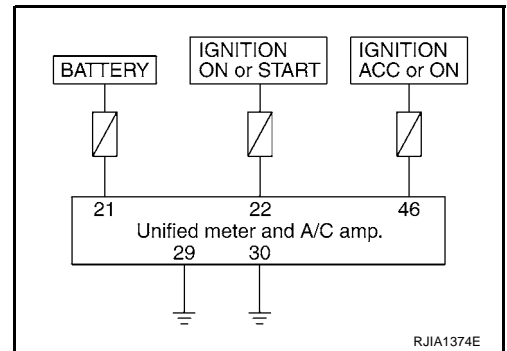 BATTERY
IGNITION
ON or START
IGNITION
ACC or ON
21 22 46
Unified meter and A/C amp.
29 30
RJIA1374E